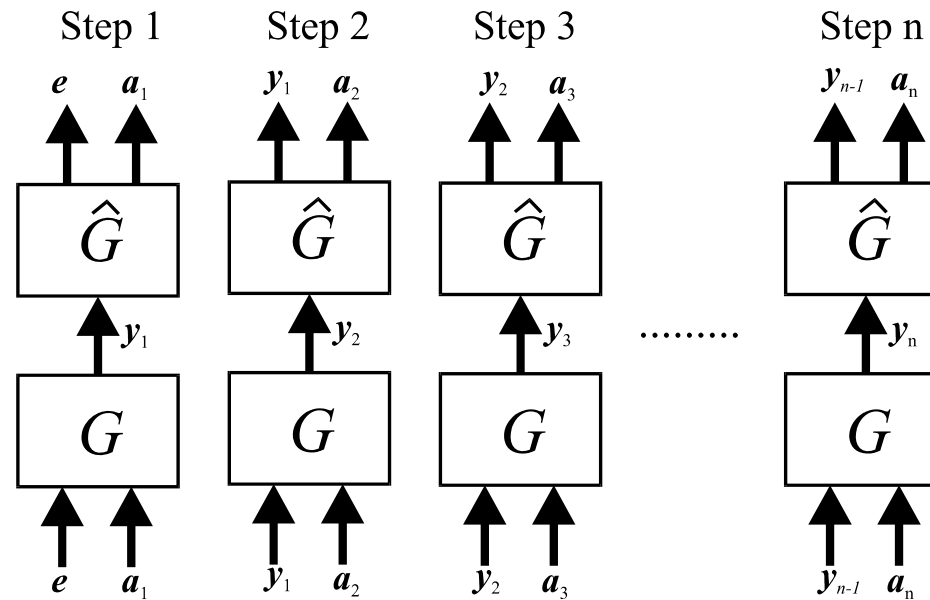 Step 1 Step 2 Step 3 Step n
e a₁ y₁ a₂ y₂ a₃ yₙ₋₁ aₙ
Ĝ Ĝ Ĝ Ĝ
y₁ y₂ y₃ ......... yₙ
G G G G
e a₁ y₁ a₂ y₂ a₃ yₙ₋₁ aₙ